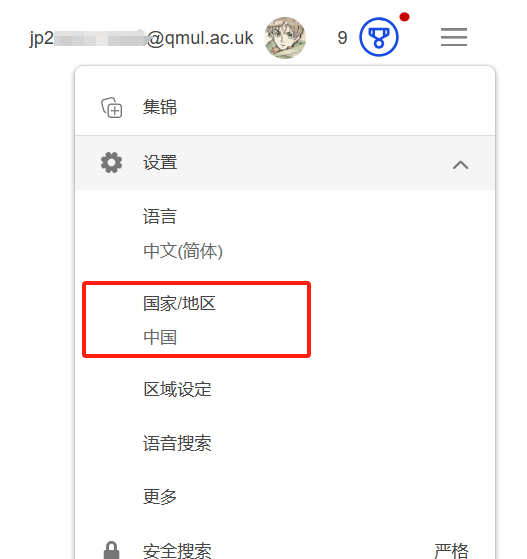 jp2 @qmul.ac.uk 9
集锦
设置
语言
中文(简体)
国家/地区
中国
区域设定
语音搜索
更多
安全搜索 严格